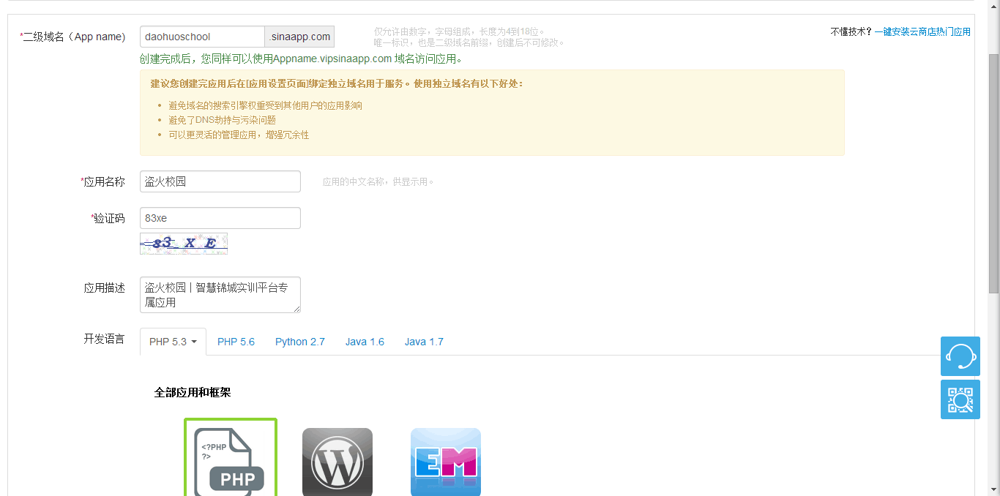 *二级域名（App name) daohuoschool .sinaapp.com 仅允许由数字，字母组成，长度为4到18位。
唯一标识，也是二级域名前缀，创建后不可修改。
不懂技术？一键安装云商店热门应用
创建完成后，您同样可以使用Appname.vipsinaapp.com 域名访问应用。
建议您创建完应用后在[应用设置页面]绑定独立域名用于服务。使用独立域名有以下好处：
• 避免域名的搜索引擎权重受到其他用户的应用影响
• 避免了DNS劫持与污染问题
• 可以更灵活的管理应用，增强冗余性
*应用名称 盗火校园 应用的中文名称，供显示用。
*验证码 83xe
83 X E
应用描述 盗火校园丨智慧锦城实训平台专
属应用
开发语言 PHP 5.3 PHP 5.6 Python 2.7 Java 1.6 Java 1.7
全部应用和框架
<?PHP
?>
PHP
W
EM